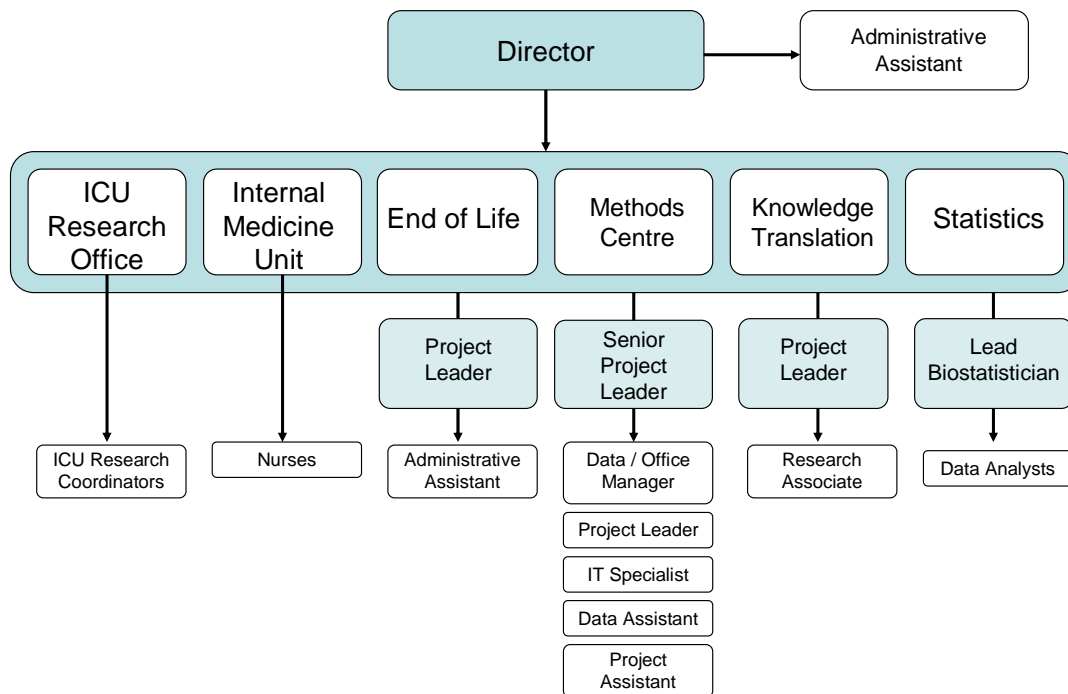 Director
Administrative
Assistant
ICU
Research
Office
Internal
Medicine
Unit
End of Life
Methods
Centre
Knowledge
Translation
Statistics
Project
Leader
Senior
Project
Leader
Project
Leader
Lead
Biostatistician
ICU Research
Coordinators
Nurses
Administrative
Assistant
Data / Office
Manager
Research
Associate
Data Analysts
Project Leader
IT Specialist
Data Assistant
Project
Assistant